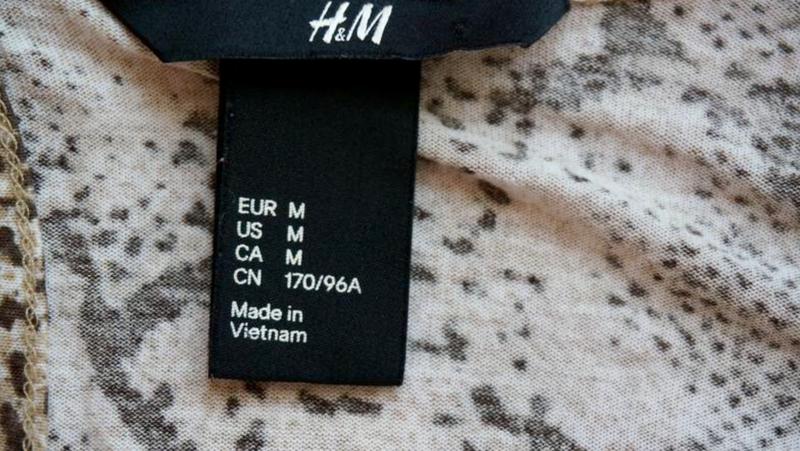 H&M
EUR M
US M
CA M
CN 170/96A
Made in
Vietnam